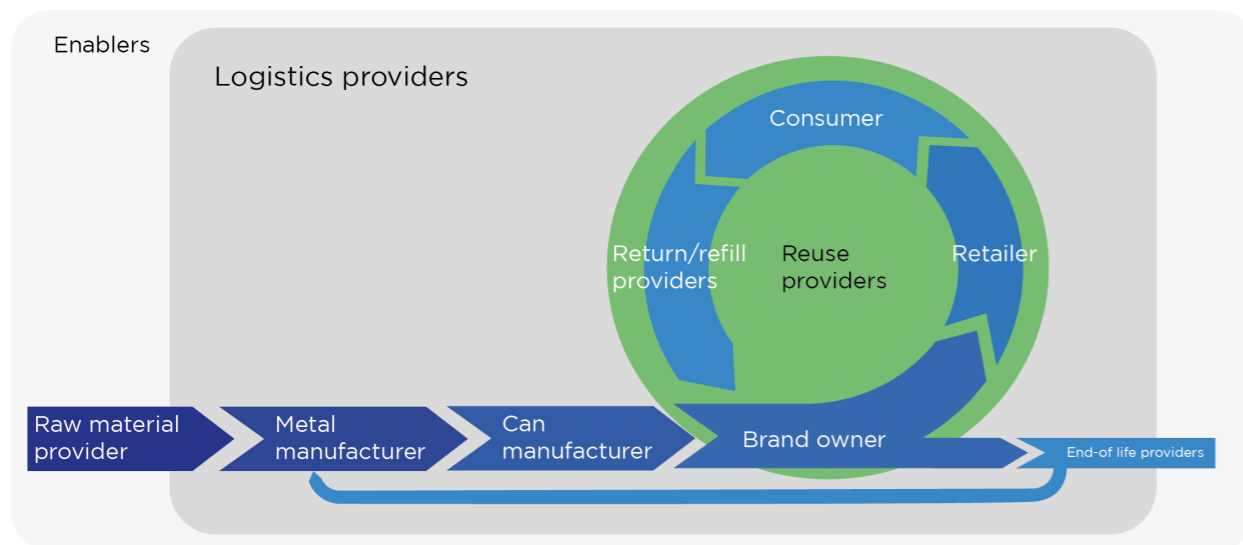 Enablers
Logistics providers
Consumer
Return/refill
providers
Reuse
providers
Retailer
Raw material
provider
Metal
manufacturer
Can
manufacturer
Brand owner
End-of life providers